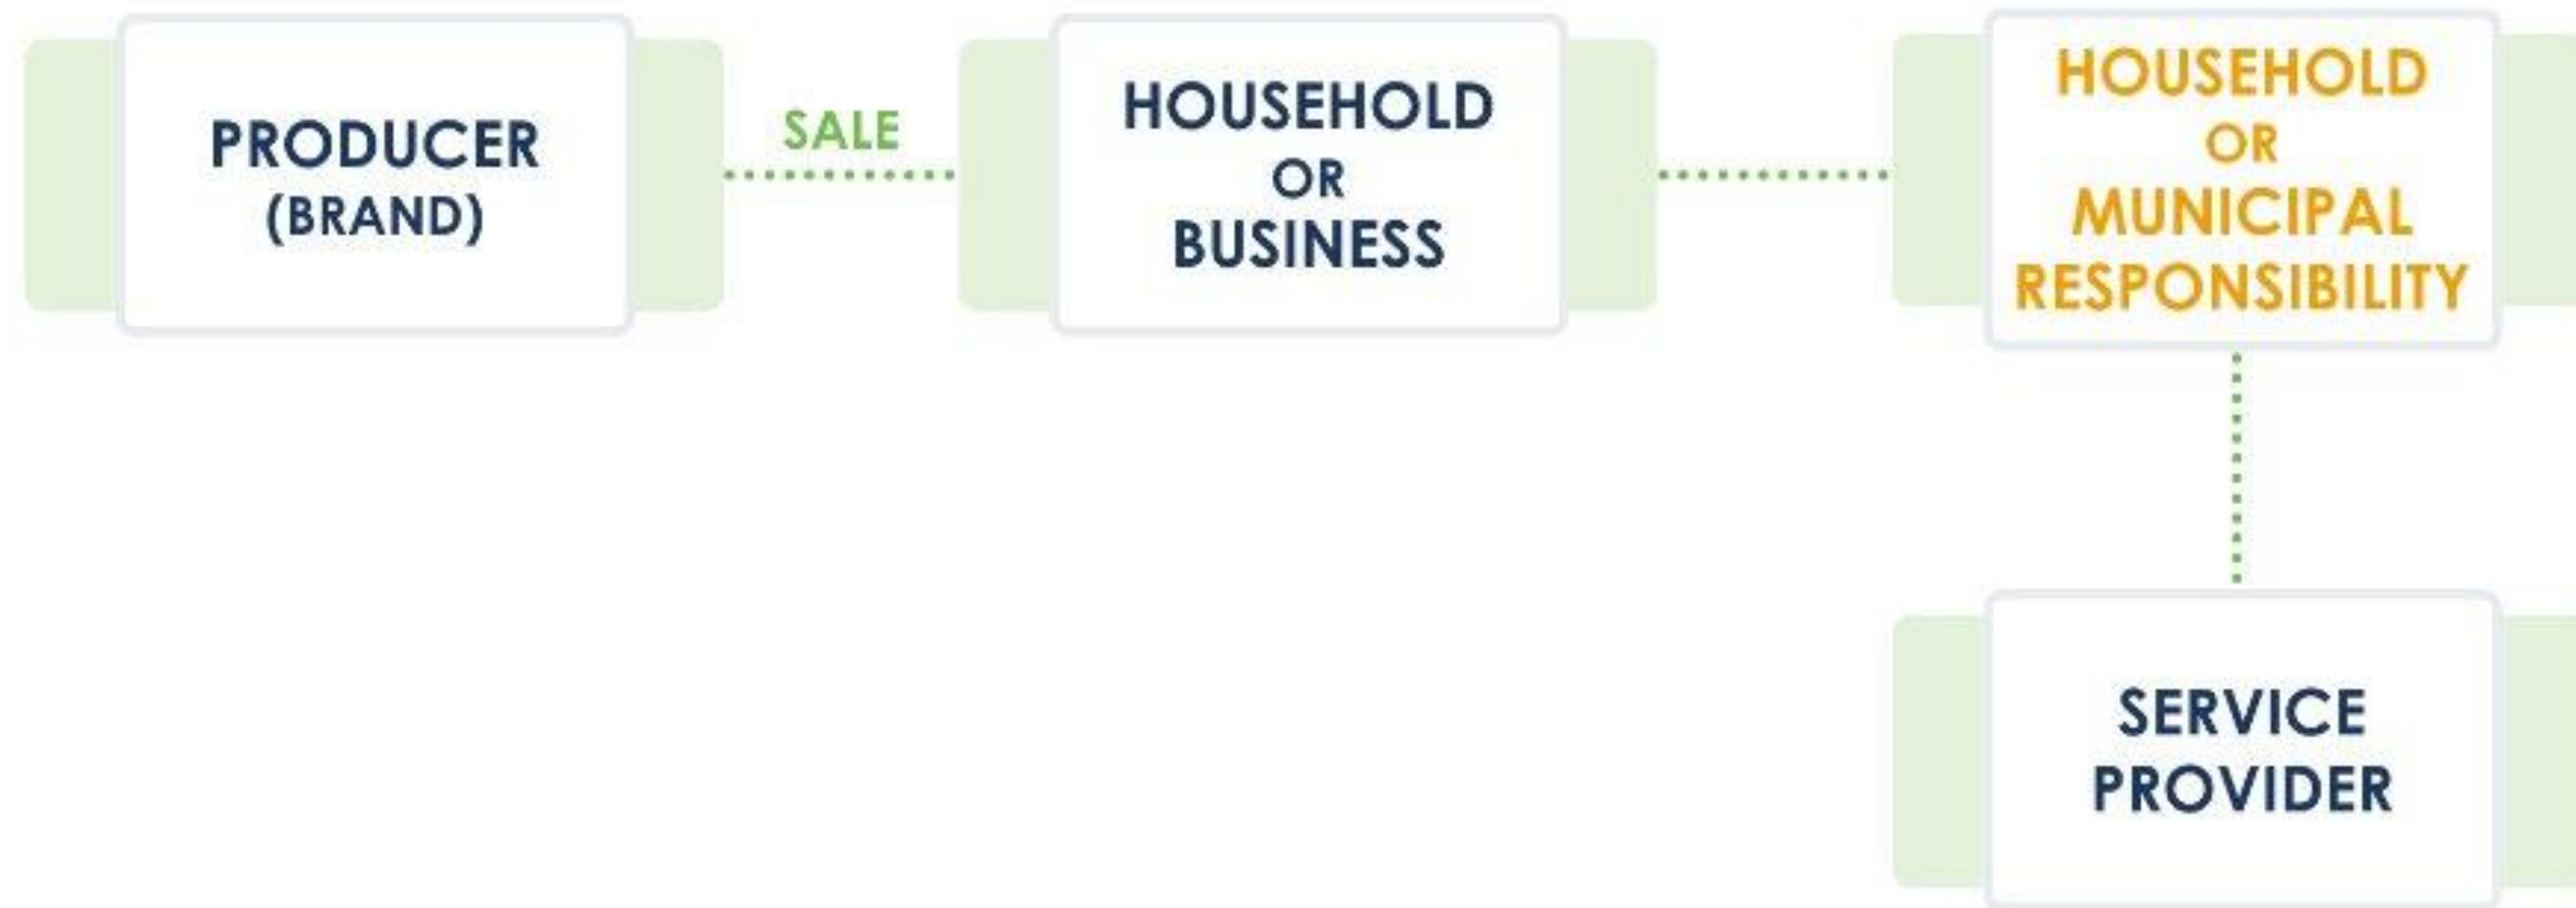 PRODUCER
(BRAND)
SALE
HOUSEHOLD
OR
BUSINESS
HOUSEHOLD
OR
MUNICIPAL
RESPONSIBILITY
SERVICE
PROVIDER